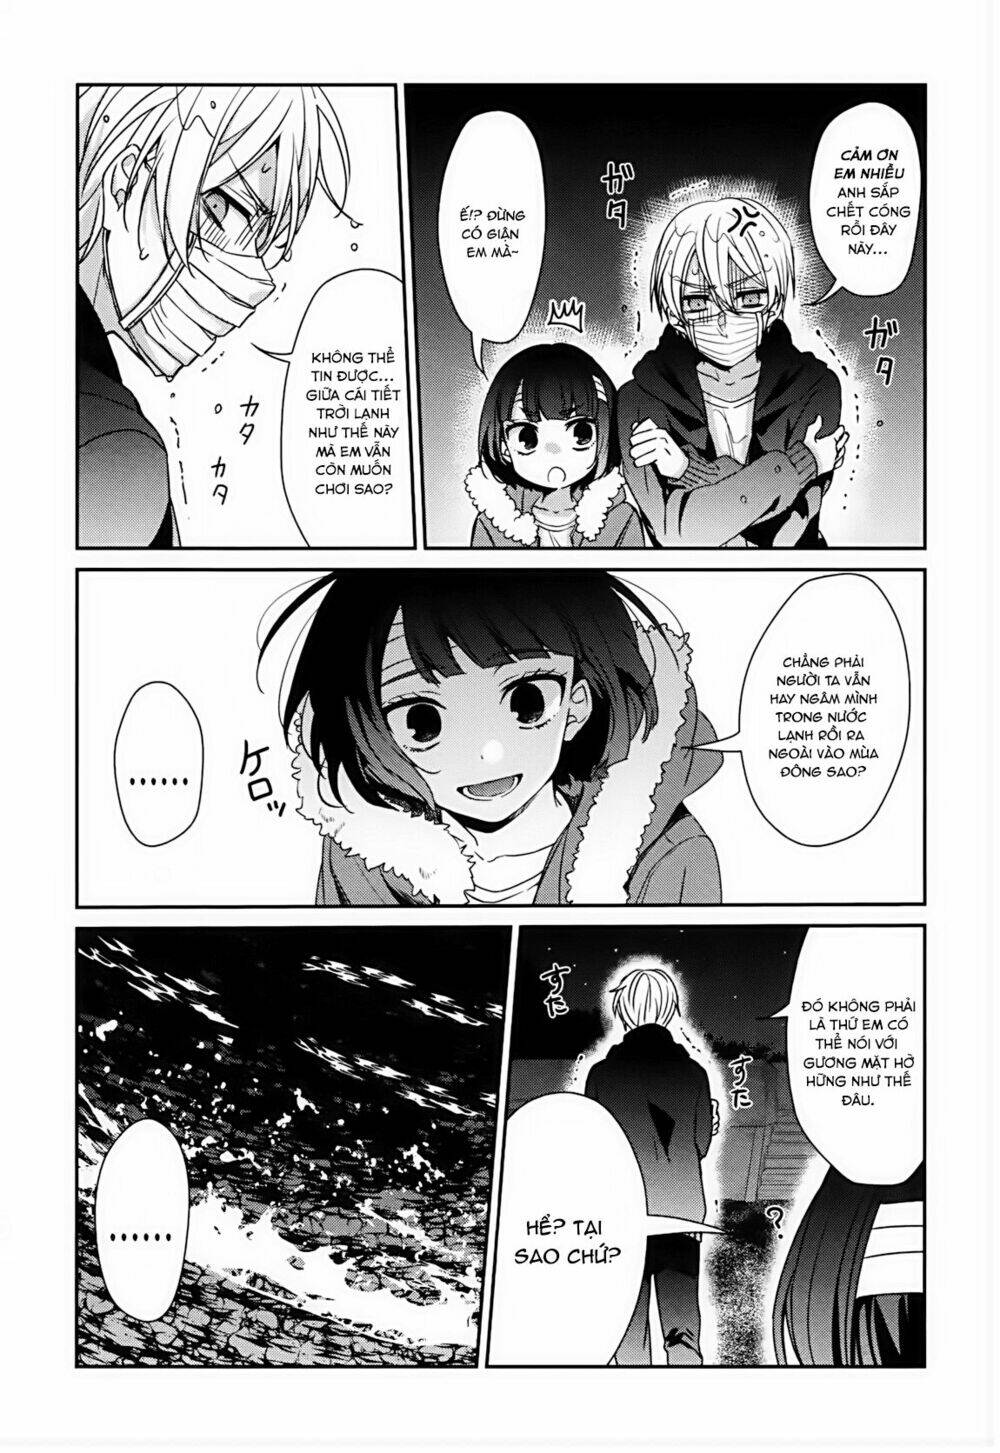 CẢM ƠN
EM NHIỀU
ANH SẮP
CHẾT CÓNG
RỒI ĐÂY
NÀY...
ガタ
ガタ
Ế!? ĐỪNG
CÓ GIẬN
EM MÀ~
KHÔNG THỂ
TIN ĐƯỢC...
GIỮA CÁI TIẾT
TRỜI LẠNH
NHƯ THẾ NÀY
MÀ EM VẪN
CÒN MUỐN
CHƠI SAO?
カタ
カタ
CHẲNG PHẢI
NGƯỜI TA VẪN
HAY NGÂM MÌNH
TRONG NƯỚC
LẠNH RỒI RA
NGOÀI VÀO MÙA
ĐÔNG SAO?
ケロッ
.......
ĐÓ KHÔNG PHẢI
LÀ THỨ EM CÓ
THỂ NÓI VỚI
GƯƠNG MẶT HỞ
HỮNG NHƯ THẾ
ĐÂU.
すた
すた
?
HỂ? TẠI
SAO CHỨ?
.......